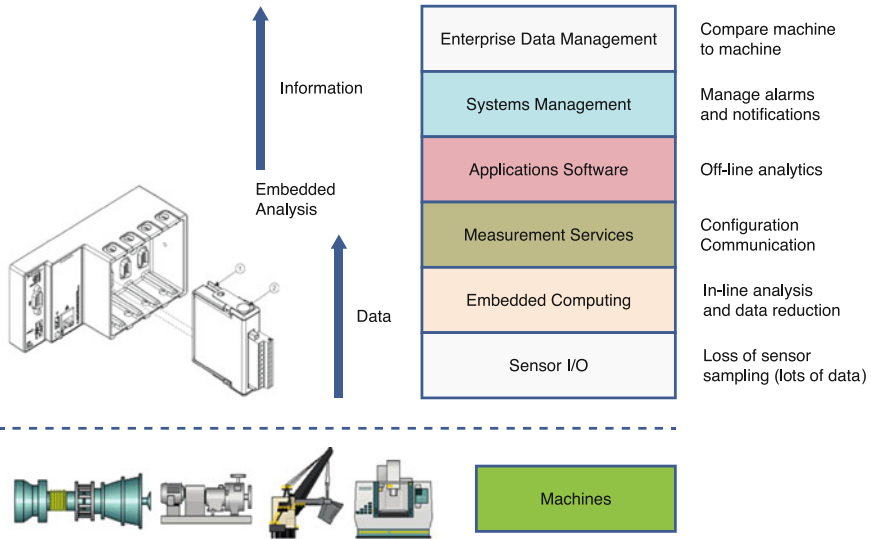 Enterprise Data Management
Compare machine
to machine
Information
Systems Management
Manage alarms
and notifications
Embedded
Analysis
Applications Software
Off-line analytics
Measurement Services
Configuration
Communication
1
2
Data
Embedded Computing
In-line analysis
and data reduction
Sensor I/O
Loss of sensor
sampling (lots of data)
Machines